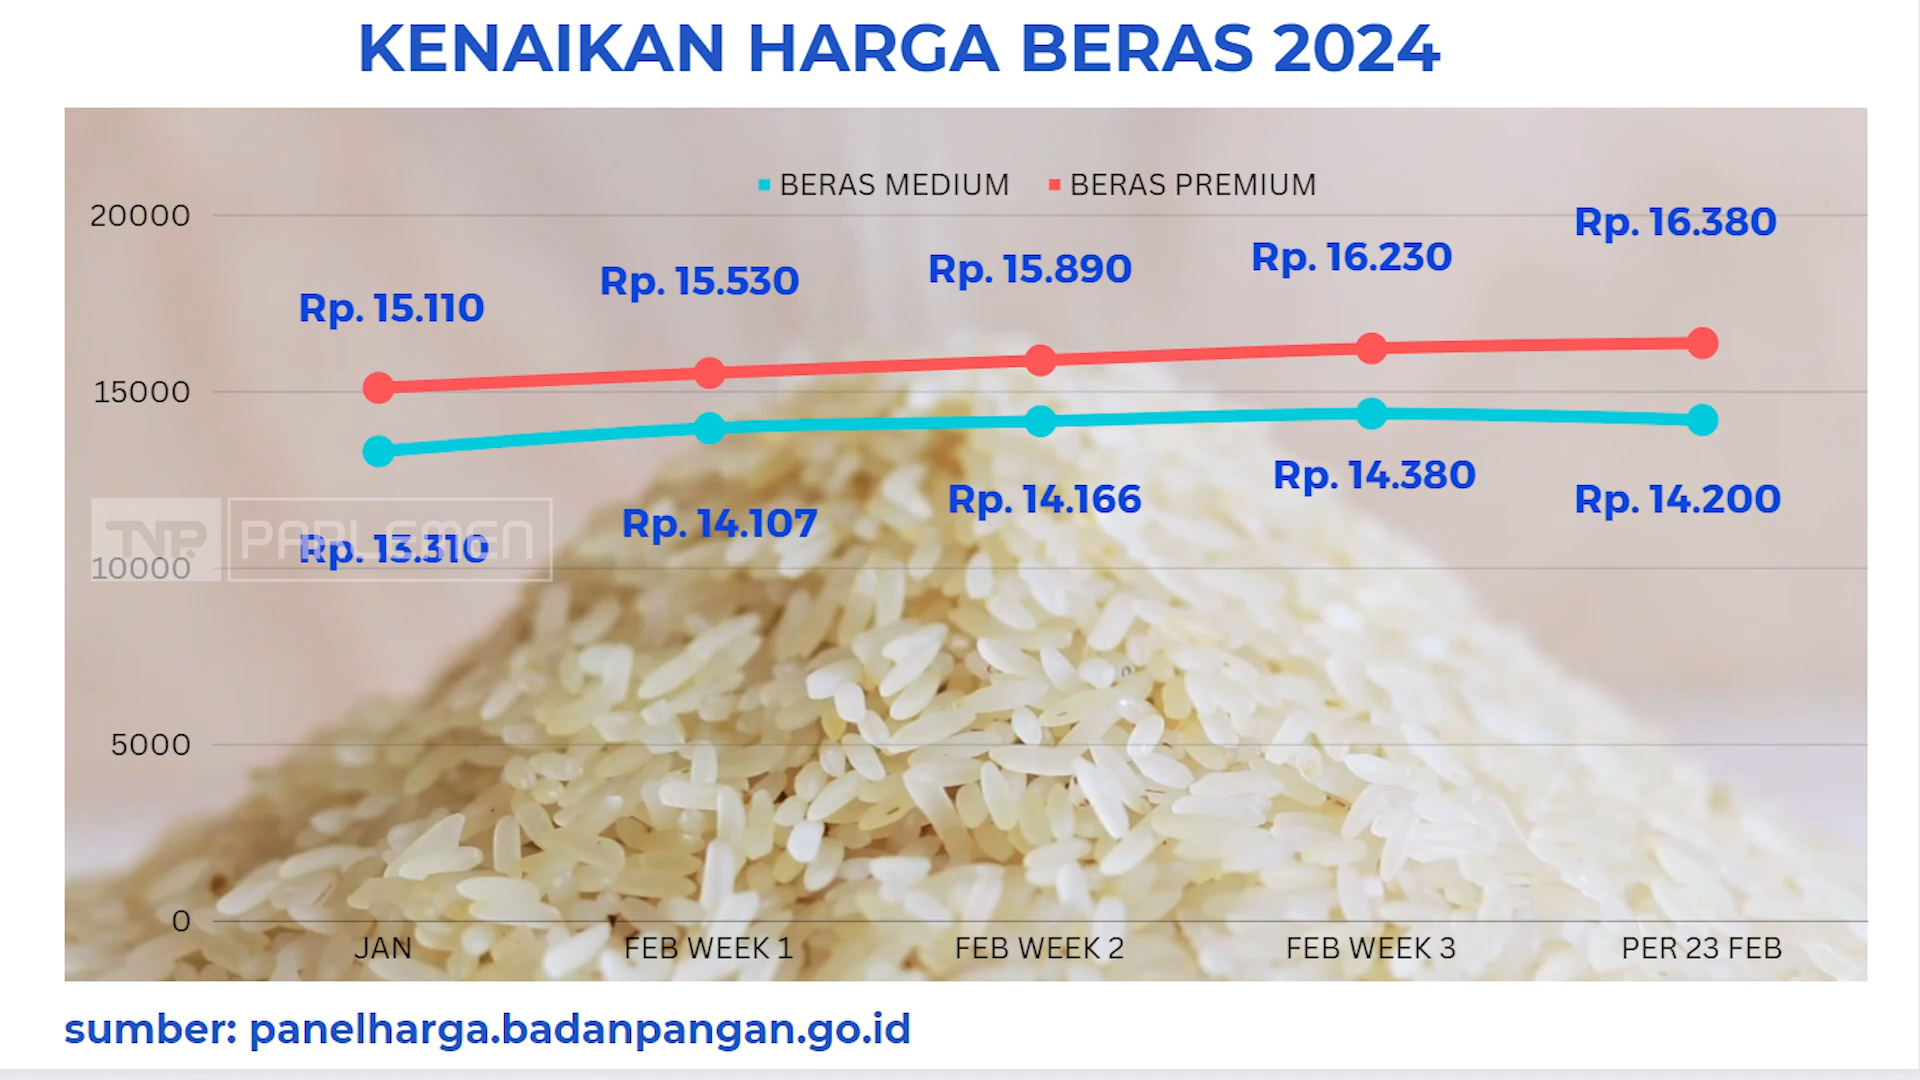 KENAIKAN HARGA BERAS 2024
BERAS MEDIUM BERAS PREMIUM
20000
Rp. 16.380
Rp. 16.230
Rp. 15.890
Rp. 15.530
Rp. 15.110
15000
Rp. 14.380
Rp. 14.166
Rp. 14.200
Rp. 14.107
TVR PARLEMEN
Rp. 13.310
10000
5000
0
JAN FEB WEEK 1 FEB WEEK 2 FEB WEEK 3 PER 23 FEB
sumber: panelharga.badanpangan.go.id